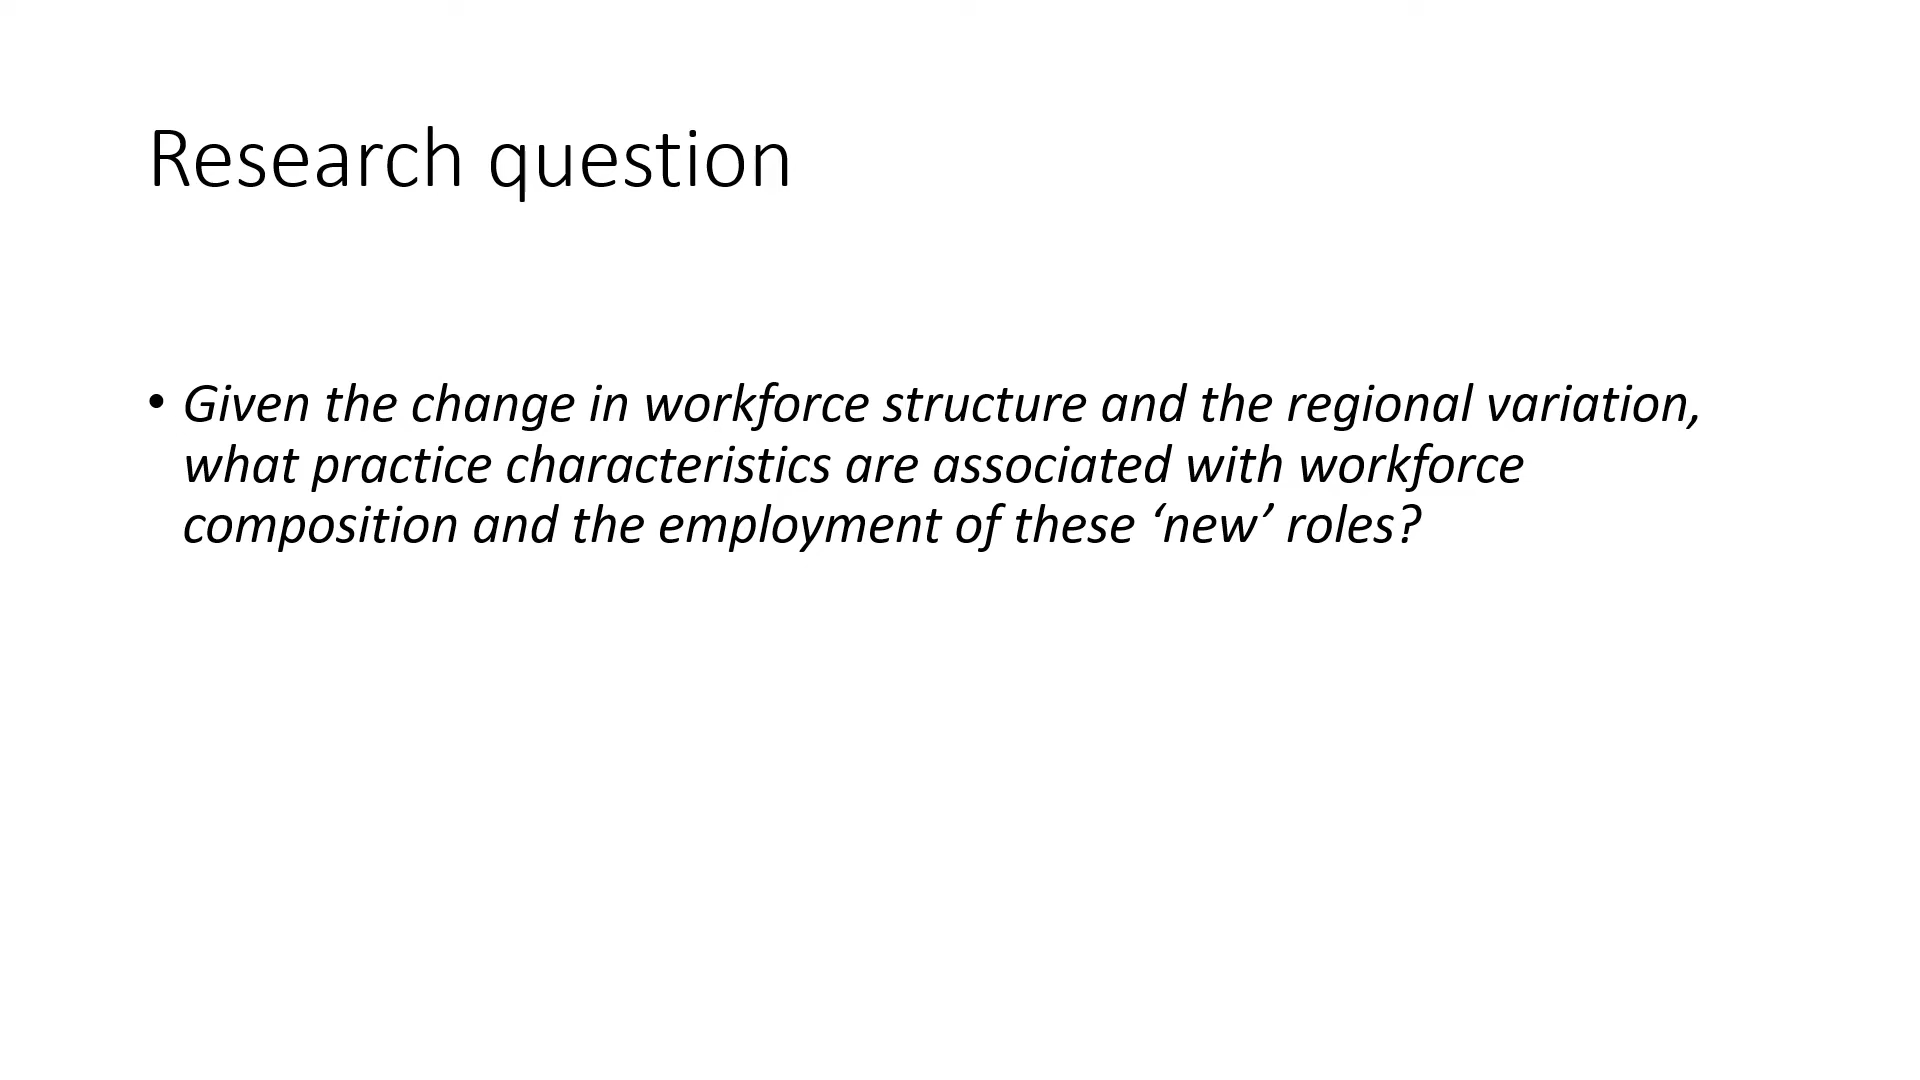 Research question
• Given the change in workforce structure and the regional variation,
what practice characteristics are associated with workforce
composition and the employment of these ‘new’ roles?